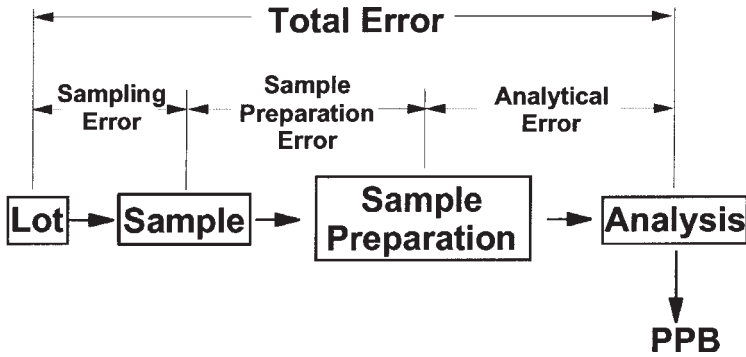 Total Error
Sampling
Error
Sample
Preparation
Error
Analytical
Error
Lot
Sample
Sample
Preparation
Analysis
PPB